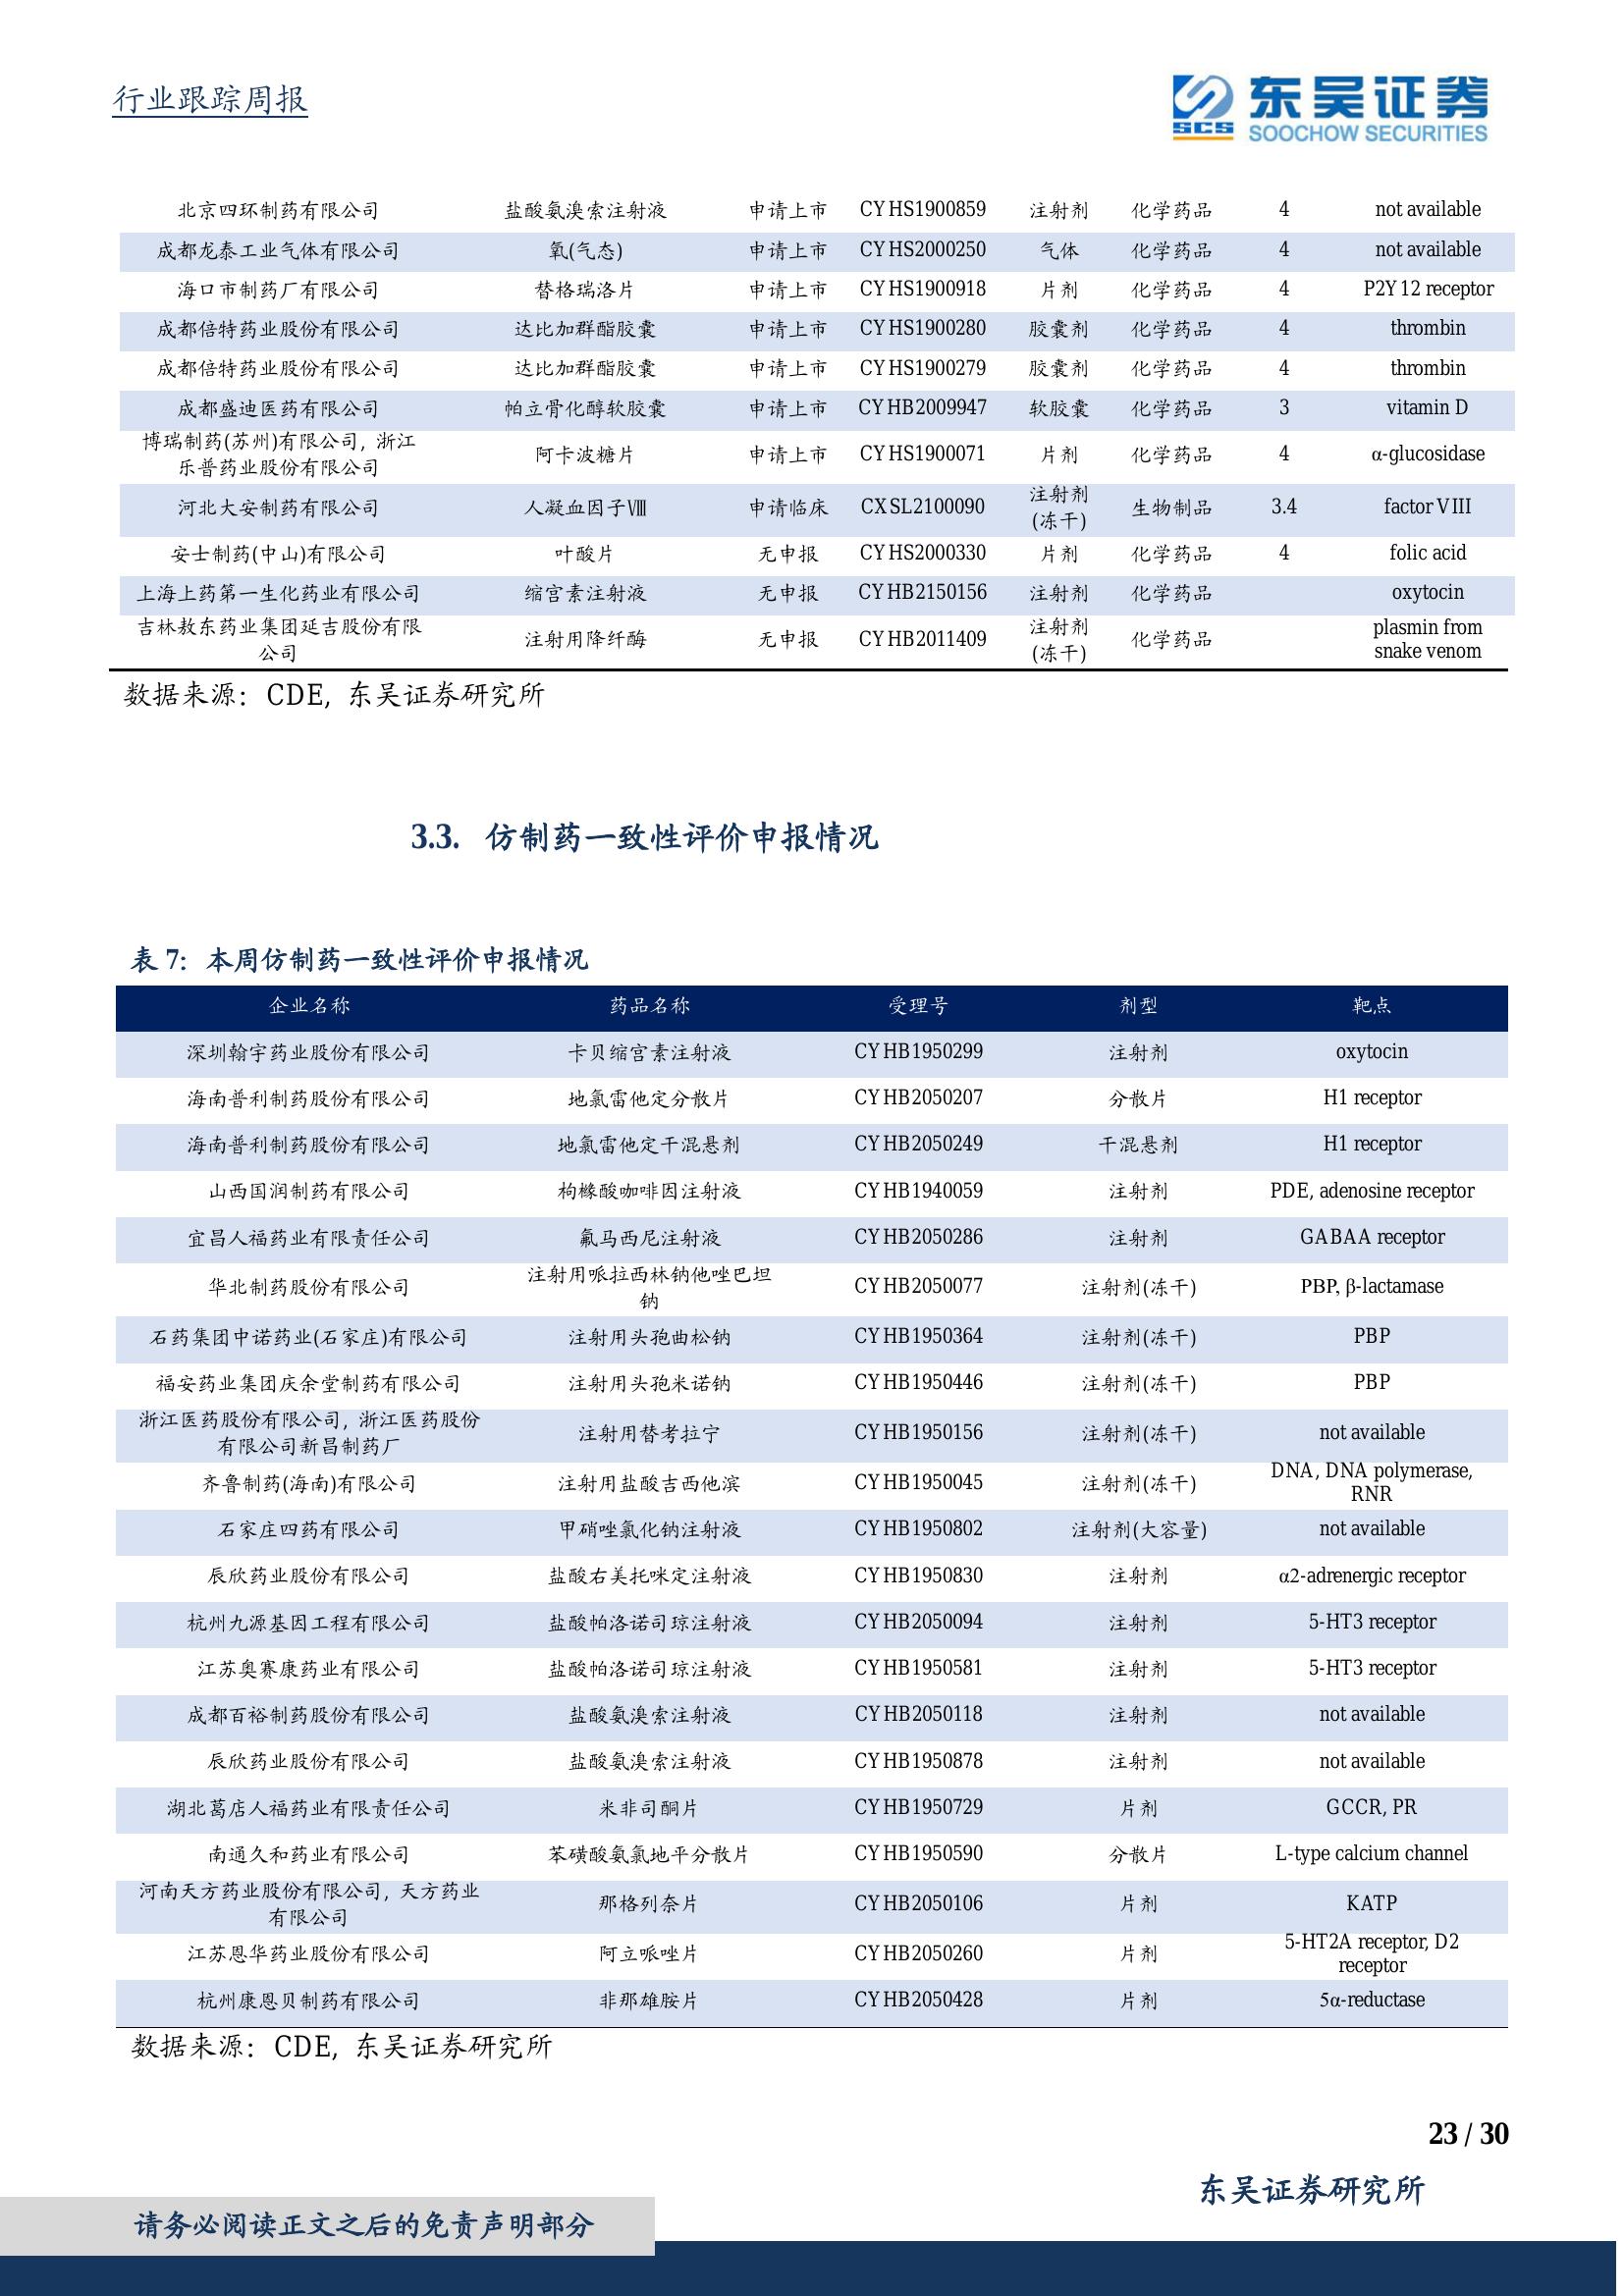 行业跟踪周报
SCS 东吴证券
SOOCHOW SECURITIES
北京四环制药有限公司 盐酸氨溴索注射液 申请上市 CYHS1900859 注射剂 化学药品 4 not available
成都龙泰工业气体有限公司 氧(气态) 申请上市 CYHS2000250 气体 化学药品 4 not available
海口市制药厂有限公司 替格瑞洛片 申请上市 CYHS1900918 片剂 化学药品 4 P2Y12 receptor
成都倍特药业股份有限公司 达比加群酯胶囊 申请上市 CYHS1900280 胶囊剂 化学药品 4 thrombin
成都倍特药业股份有限公司 达比加群酯胶囊 申请上市 CYHS1900279 胶囊剂 化学药品 4 thrombin
成都盛迪医药有限公司 帕立骨化醇软胶囊 申请上市 CYHB2009947 软胶囊 化学药品 3 vitamin D
博瑞制药(苏州)有限公司, 浙江
乐普药业股份有限公司 阿卡波糖片 申请上市 CYHS1900071 片剂 化学药品 4 α-glucosidase
河北大安制药有限公司 人凝血因子Ⅷ 申请临床 CXSL2100090 注射剂
(冻干) 生物制品 3.4 factor VIII
安士制药(中山)有限公司 叶酸片 无申报 CYHS2000330 片剂 化学药品 4 folic acid
上海上药第一生化药业有限公司 缩宫素注射液 无申报 CYHB2150156 注射剂 化学药品 oxytocin
吉林敖东药业集团延吉股份有限
公司 注射用降纤酶 无申报 CYHB2011409 注射剂
(冻干) 化学药品 plasmin from
snake venom
数据来源：CDE, 东吴证券研究所
3.3. 仿制药一致性评价申报情况
表 7: 本周仿制药一致性评价申报情况
企业名称 药品名称 受理号 剂型 靶点
深圳翰宇药业股份有限公司 卡贝缩宫素注射液 CYHB1950299 注射剂 oxytocin
海南普利制药股份有限公司 地氯雷他定分散片 CYHB2050207 分散片 H1 receptor
海南普利制药股份有限公司 地氯雷他定干混悬剂 CYHB2050249 干混悬剂 H1 receptor
山西国润制药有限公司 枸橼酸咖啡因注射液 CYHB1940059 注射剂 PDE, adenosine receptor
宜昌人福药业有限责任公司 氟马西尼注射液 CYHB2050286 注射剂 GABAA receptor
华北制药股份有限公司 注射用哌拉西林钠他唑巴坦
钠 CYHB2050077 注射剂(冻干) PBP, β-lactamase
石药集团中诺药业(石家庄)有限公司 注射用头孢曲松钠 CYHB1950364 注射剂(冻干) PBP
福安药业集团庆余堂制药有限公司 注射用头孢米诺钠 CYHB1950446 注射剂(冻干) PBP
浙江医药股份有限公司, 浙江医药股份
有限公司新昌制药厂 注射用替考拉宁 CYHB1950156 注射剂(冻干) not available
齐鲁制药(海南)有限公司 注射用盐酸吉西他滨 CYHB1950045 注射剂(冻干) DNA, DNA polymerase,
RNR
石家庄四药有限公司 甲硝唑氯化钠注射液 CYHB1950802 注射剂(大容量) not available
辰欣药业股份有限公司 盐酸右美托咪定注射液 CYHB1950830 注射剂 α2-adrenergic receptor
杭州九源基因工程有限公司 盐酸帕洛诺司琼注射液 CYHB2050094 注射剂 5-HT3 receptor
江苏奥赛康药业有限公司 盐酸帕洛诺司琼注射液 CYHB1950581 注射剂 5-HT3 receptor
成都百裕制药股份有限公司 盐酸氨溴索注射液 CYHB2050118 注射剂 not available
辰欣药业股份有限公司 盐酸氨溴索注射液 CYHB1950878 注射剂 not available
湖北葛店人福药业有限责任公司 米非司酮片 CYHB1950729 片剂 GCCR, PR
南通久和药业有限公司 苯磺酸氨氯地平分散片 CYHB1950590 分散片 L-type calcium channel
河南天方药业股份有限公司, 天方药业
有限公司 那格列奈片 CYHB2050106 片剂 KATP
江苏恩华药业股份有限公司 阿立哌唑片 CYHB2050260 片剂 5-HT2A receptor, D2
receptor
杭州康恩贝制药有限公司 非那雄胺片 CYHB2050428 片剂 5α-reductase
数据来源：CDE, 东吴证券研究所
23 / 30
东吴证券研究所
请务必阅读正文之后的免责声明部分